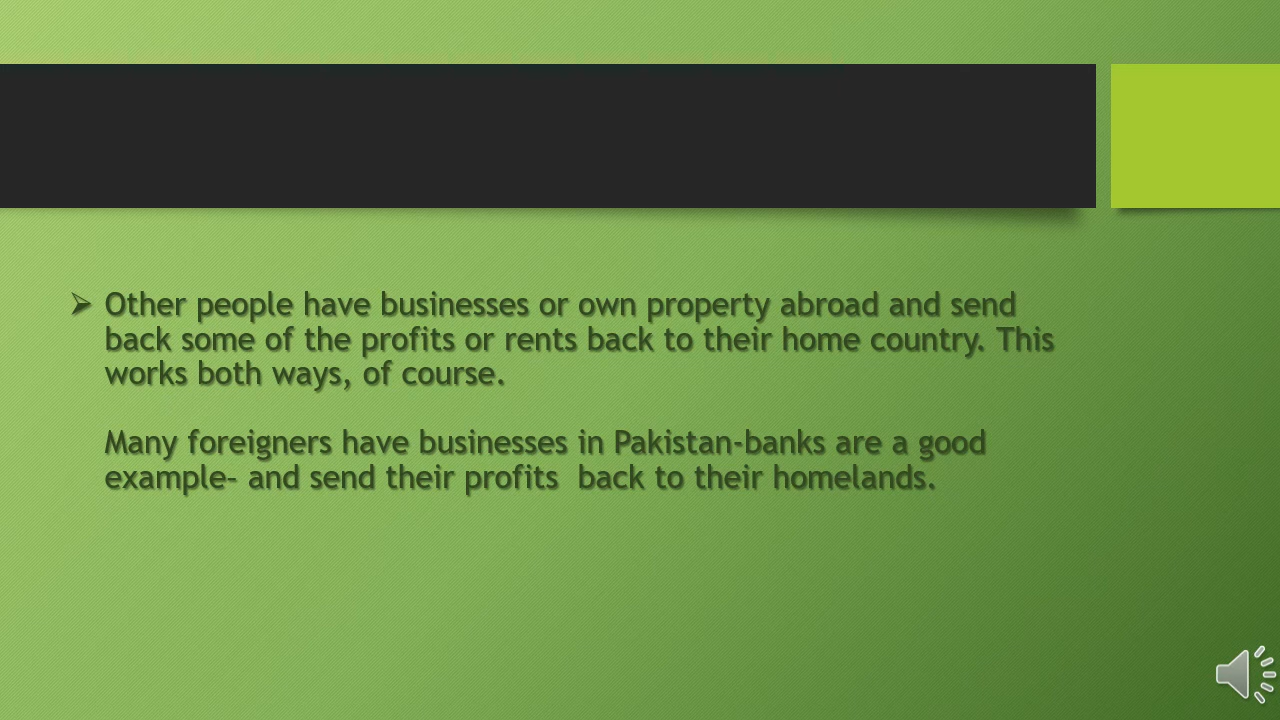 Other people have businesses or own property abroad and send
back some of the profits or rents back to their home country. This
works both ways, of course.
Many foreigners have businesses in Pakistan-banks are a good
example– and send their profits  back to their homelands.